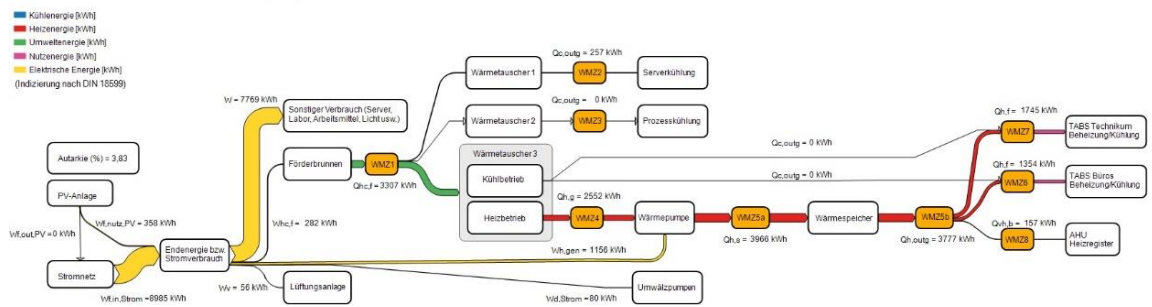 Kühlenergie [kWh]
Heizenergie [kWh]
Umweltenergie [kWh]
Nutzenergie [kWh]
Elektrische Energie [kWh]
(Indizierung nach DIN 18599)
W = 7769 kWh
Sonstiger Verbrauch (Server,
Labor, Arbeitsmittel, Licht usw.)
Wärmetauscher 1
Qc,outg = 257 kWh
WMZ2
Serverkühlung
Wärmetauscher 2
Qc,outg = 0 kWh
WMZ3
Prozesskühlung
Autarkie (%) = 3,83
Förderbrunnen
WMZ1
Qhc,f = 3307 kWh
Wärmetauscher 3
Kühlbetrieb
Heizbetrieb
Qc,outg = 0 kWh
Qc,outg = 0 kWh
Qh,f = 1745 kWh
WMZ7
TABS Technikum
Beheizung/Kühlung
Qh,f = 1354 kWh
WMZ6
TABS Büros
Beheizung/Kühlung
PV-Anlage
Wf,nutz,PV = 358 kWh
Wf,out,PV = 0 kWh
Whc,f = 282 kWh
Qh,g = 2552 kWh
WMZ4
Wärmepumpe
WMZ5a
Qh,s = 3966 kWh
Wärmespeicher
WMZ5b
Qh,outg = 3777 kWh
Qvh,b = 157 kWh
WMZ8
AHU
Heizregister
Endenergie bzw.
Stromverbrauch
Wh,gen = 1156 kWh
Stromnetz
Wf,in,Strom =8985 kWh
Wv = 56 kWh
Lüftungsanlage
Wd,Strom = 80 kWh
Umwälzpumpen